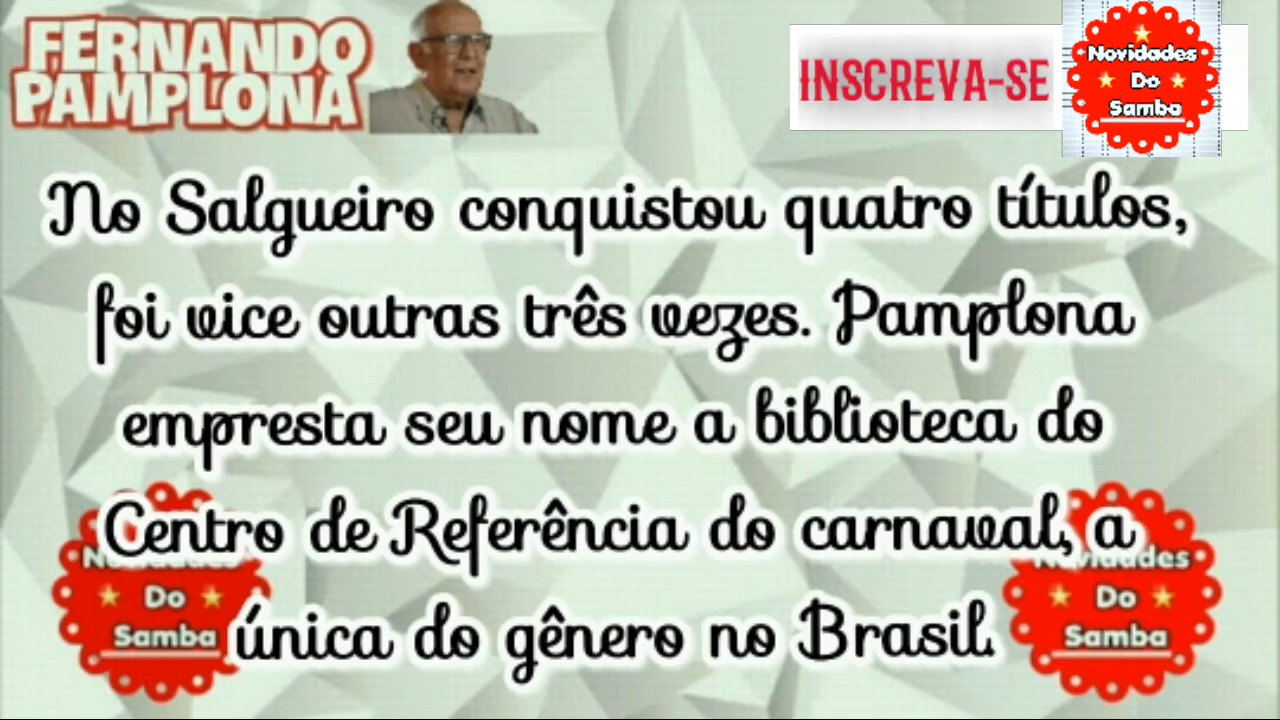 FERNANDO
PAMPLONA
INSCREVA-SE
Novidades
Do
Samba
No Salgueiro conquistou quatro títulos,
foi vice outras três vezes. Pamplona
empresta seu nome a biblioteca do
Centro de Referência do carnaval, a
única do gênero no Brasil.
Novidades
Do
Samba
Novidades
Do
Samba